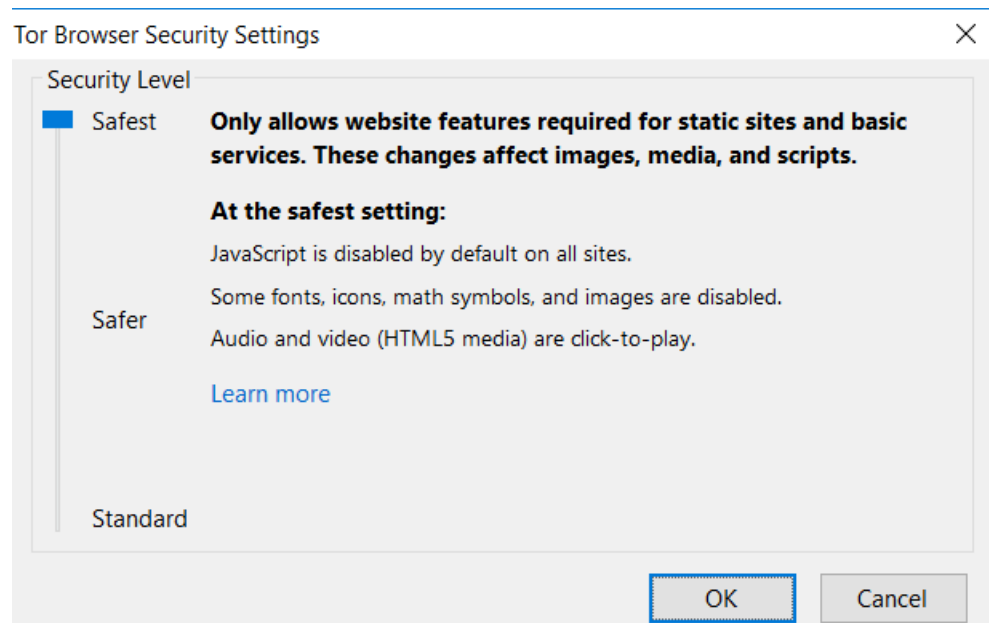 Tor Browser Security Settings
Security Level
Safest
Only allows website features required for static sites and basic
services. These changes affect images, media, and scripts.
At the safest setting:
JavaScript is disabled by default on all sites.
Some fonts, icons, math symbols, and images are disabled.
Safer
Audio and video (HTML5 media) are click-to-play.
Learn more
Standard
OK
Cancel